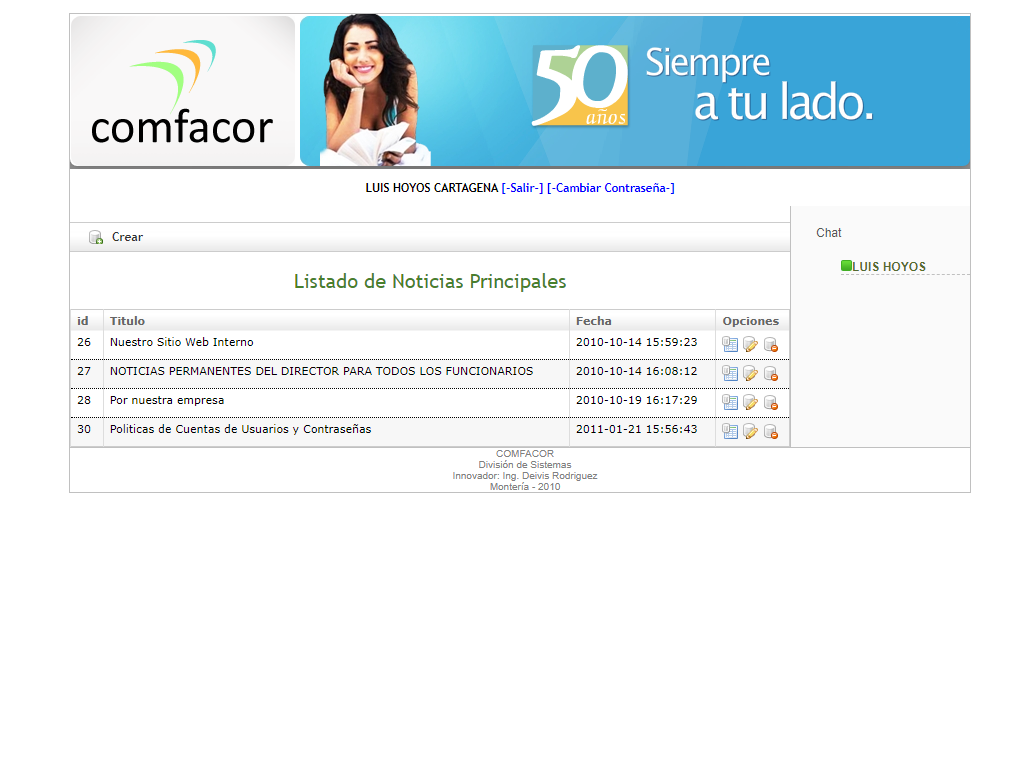 comfacor
50 años
Siempre
a tu lado.
LUIS HOYOS CARTAGENA [-Salir-] [-Cambiar Contraseña-]
Crear
Chat
LUIS HOYOS
Listado de Noticias Principales
id Titulo Fecha Opciones
26 Nuestro Sitio Web Interno 2010-10-14 15:59:23
27 NOTICIAS PERMANENTES DEL DIRECTOR PARA TODOS LOS FUNCIONARIOS 2010-10-14 16:08:12
28 Por nuestra empresa 2010-10-19 16:17:29
30 Politicas de Cuentas de Usuarios y Contraseñas 2011-01-21 15:56:43
COMFACOR
División de Sistemas
Innovador: Ing. Deivis Rodriguez
Montería - 2010